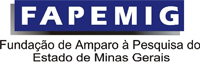 FAPEMIG
Fundação de Amparo à Pesquisa do
Estado de Minas Gerais